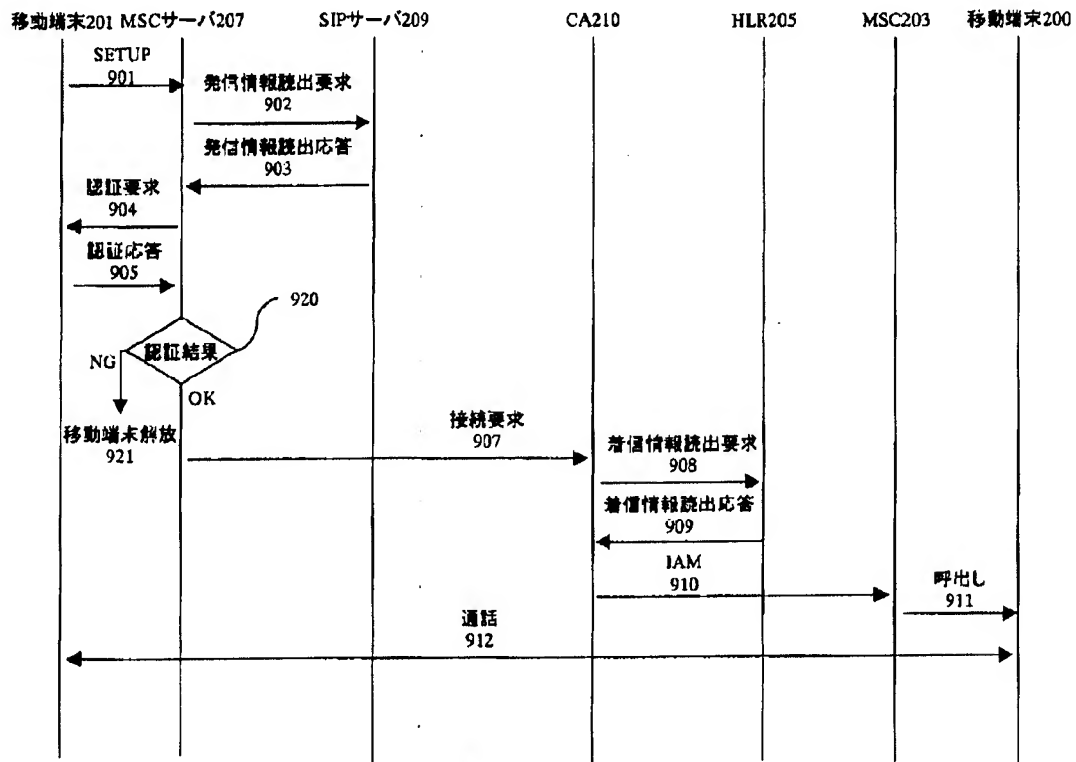 移動端末201 MSCサーバ207 SIPサーバ209 CA210 HLR205 MSC203 移動端末200
SETUP
901
発信情報読出要求
902
発信情報読出応答
903
認証要求
904
認証応答
905
920
認証結果
NG
OK
移動端末解放
921
接続要求
907
着信情報読出要求
908
着信情報読出応答
909
IAM
910
呼出し
911
通話
912